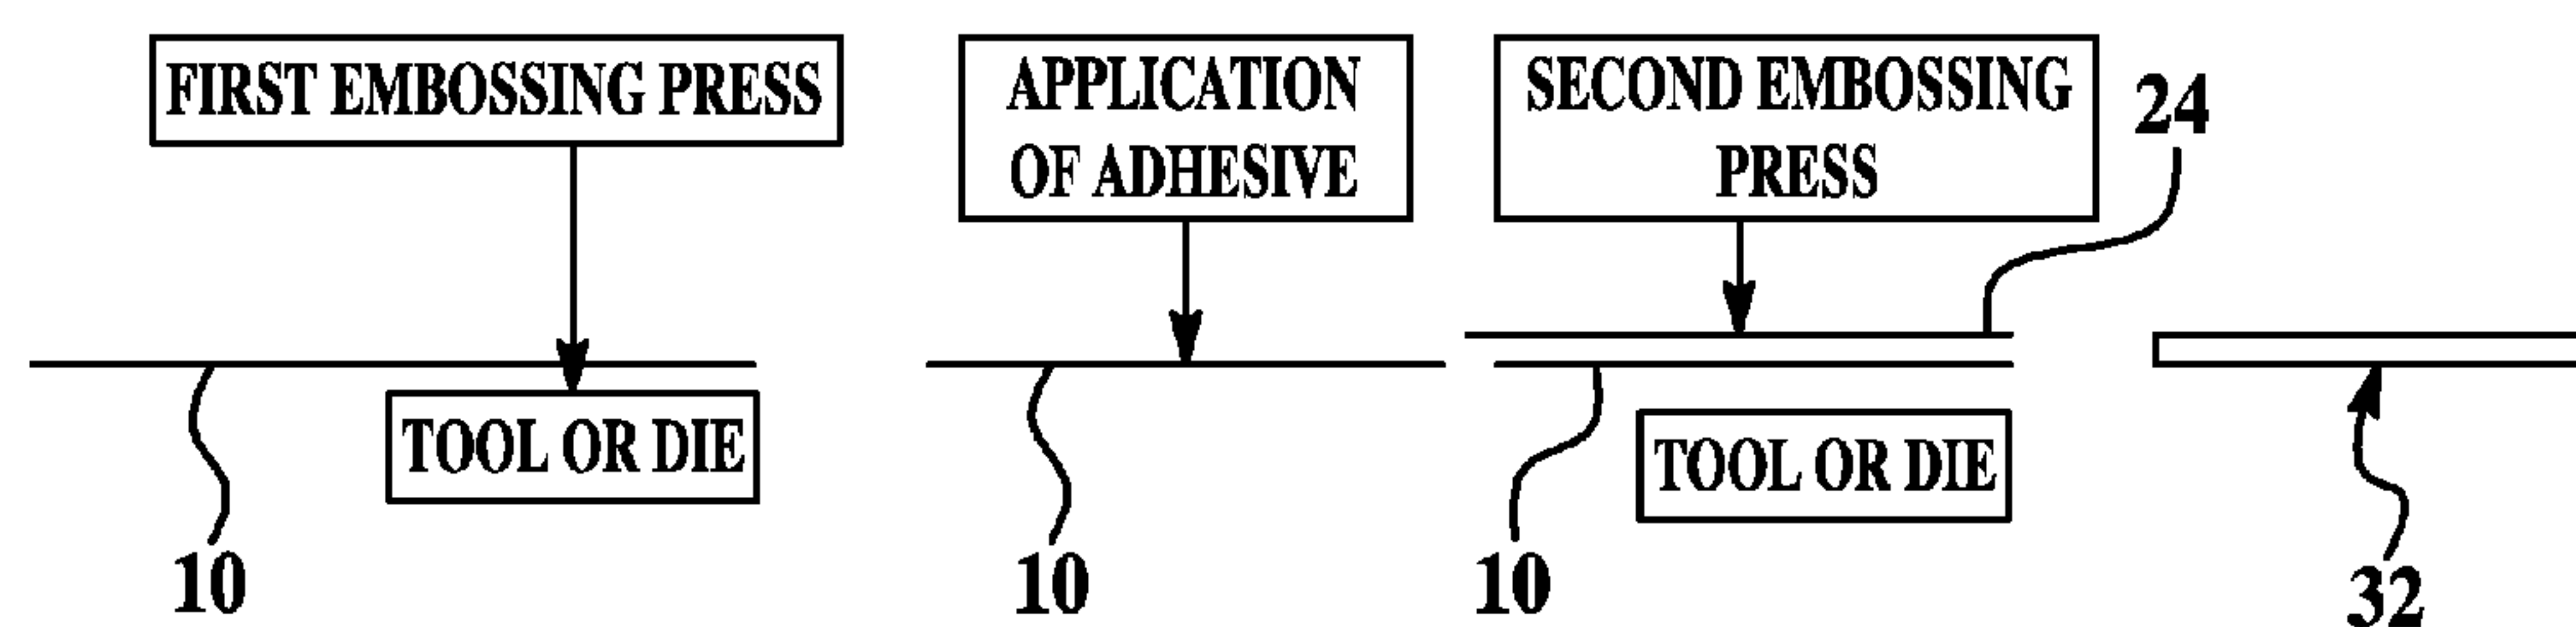 FIRST EMBOSSING PRESS
APPLICATION
OF ADHESIVE
SECOND EMBOSSING
PRESS
24
TOOL OR DIE
TOOL OR DIE
10
10
10
32